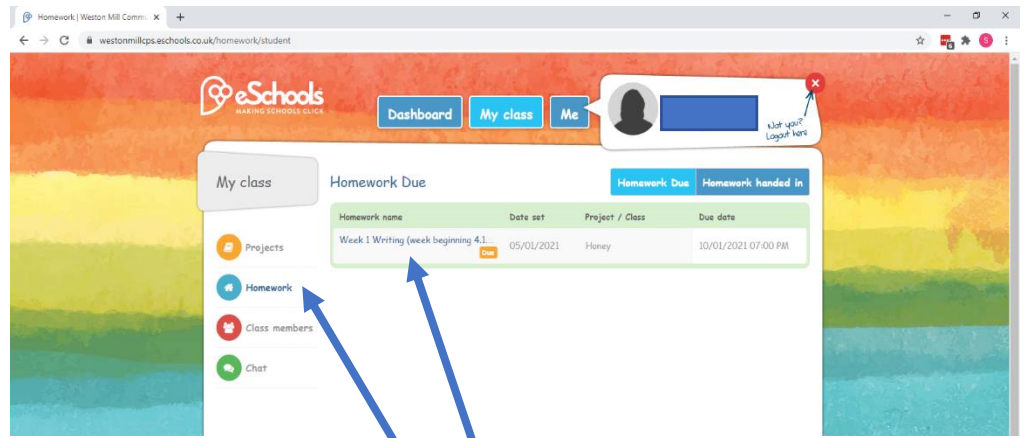 Homework | Weston Mill Commu
westonmillcps.eschools.co.uk/homework/student
6
S
eSchools
MAKING SCHOOLS CLICK
Dashboard
My class
Me
Not you?
Logout here
My class
Homework Due
Homework Due
Homework handed in
Homework name
Date set
Project / Class
Due date
Week 1 Writing (week beginning 4,1...
Due
05/01/2021
Honey
10/01/2021 07:00 PM
Projects
Homework
Class members
Chat